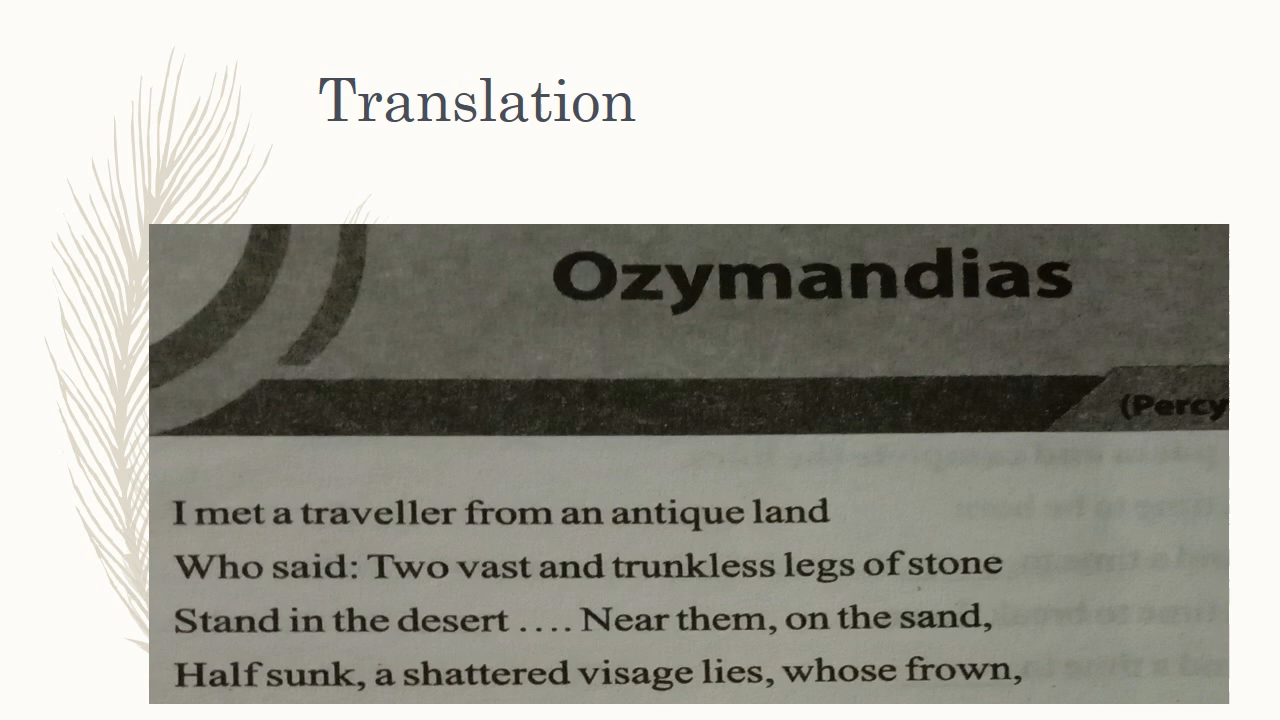 Translation
Ozymandias
(Percy
I met a traveller from an antique land
Who said: Two vast and trunkless legs of stone
Stand in the desert .... Near them, on the sand,
Half sunk, a shattered visage lies, whose frown,